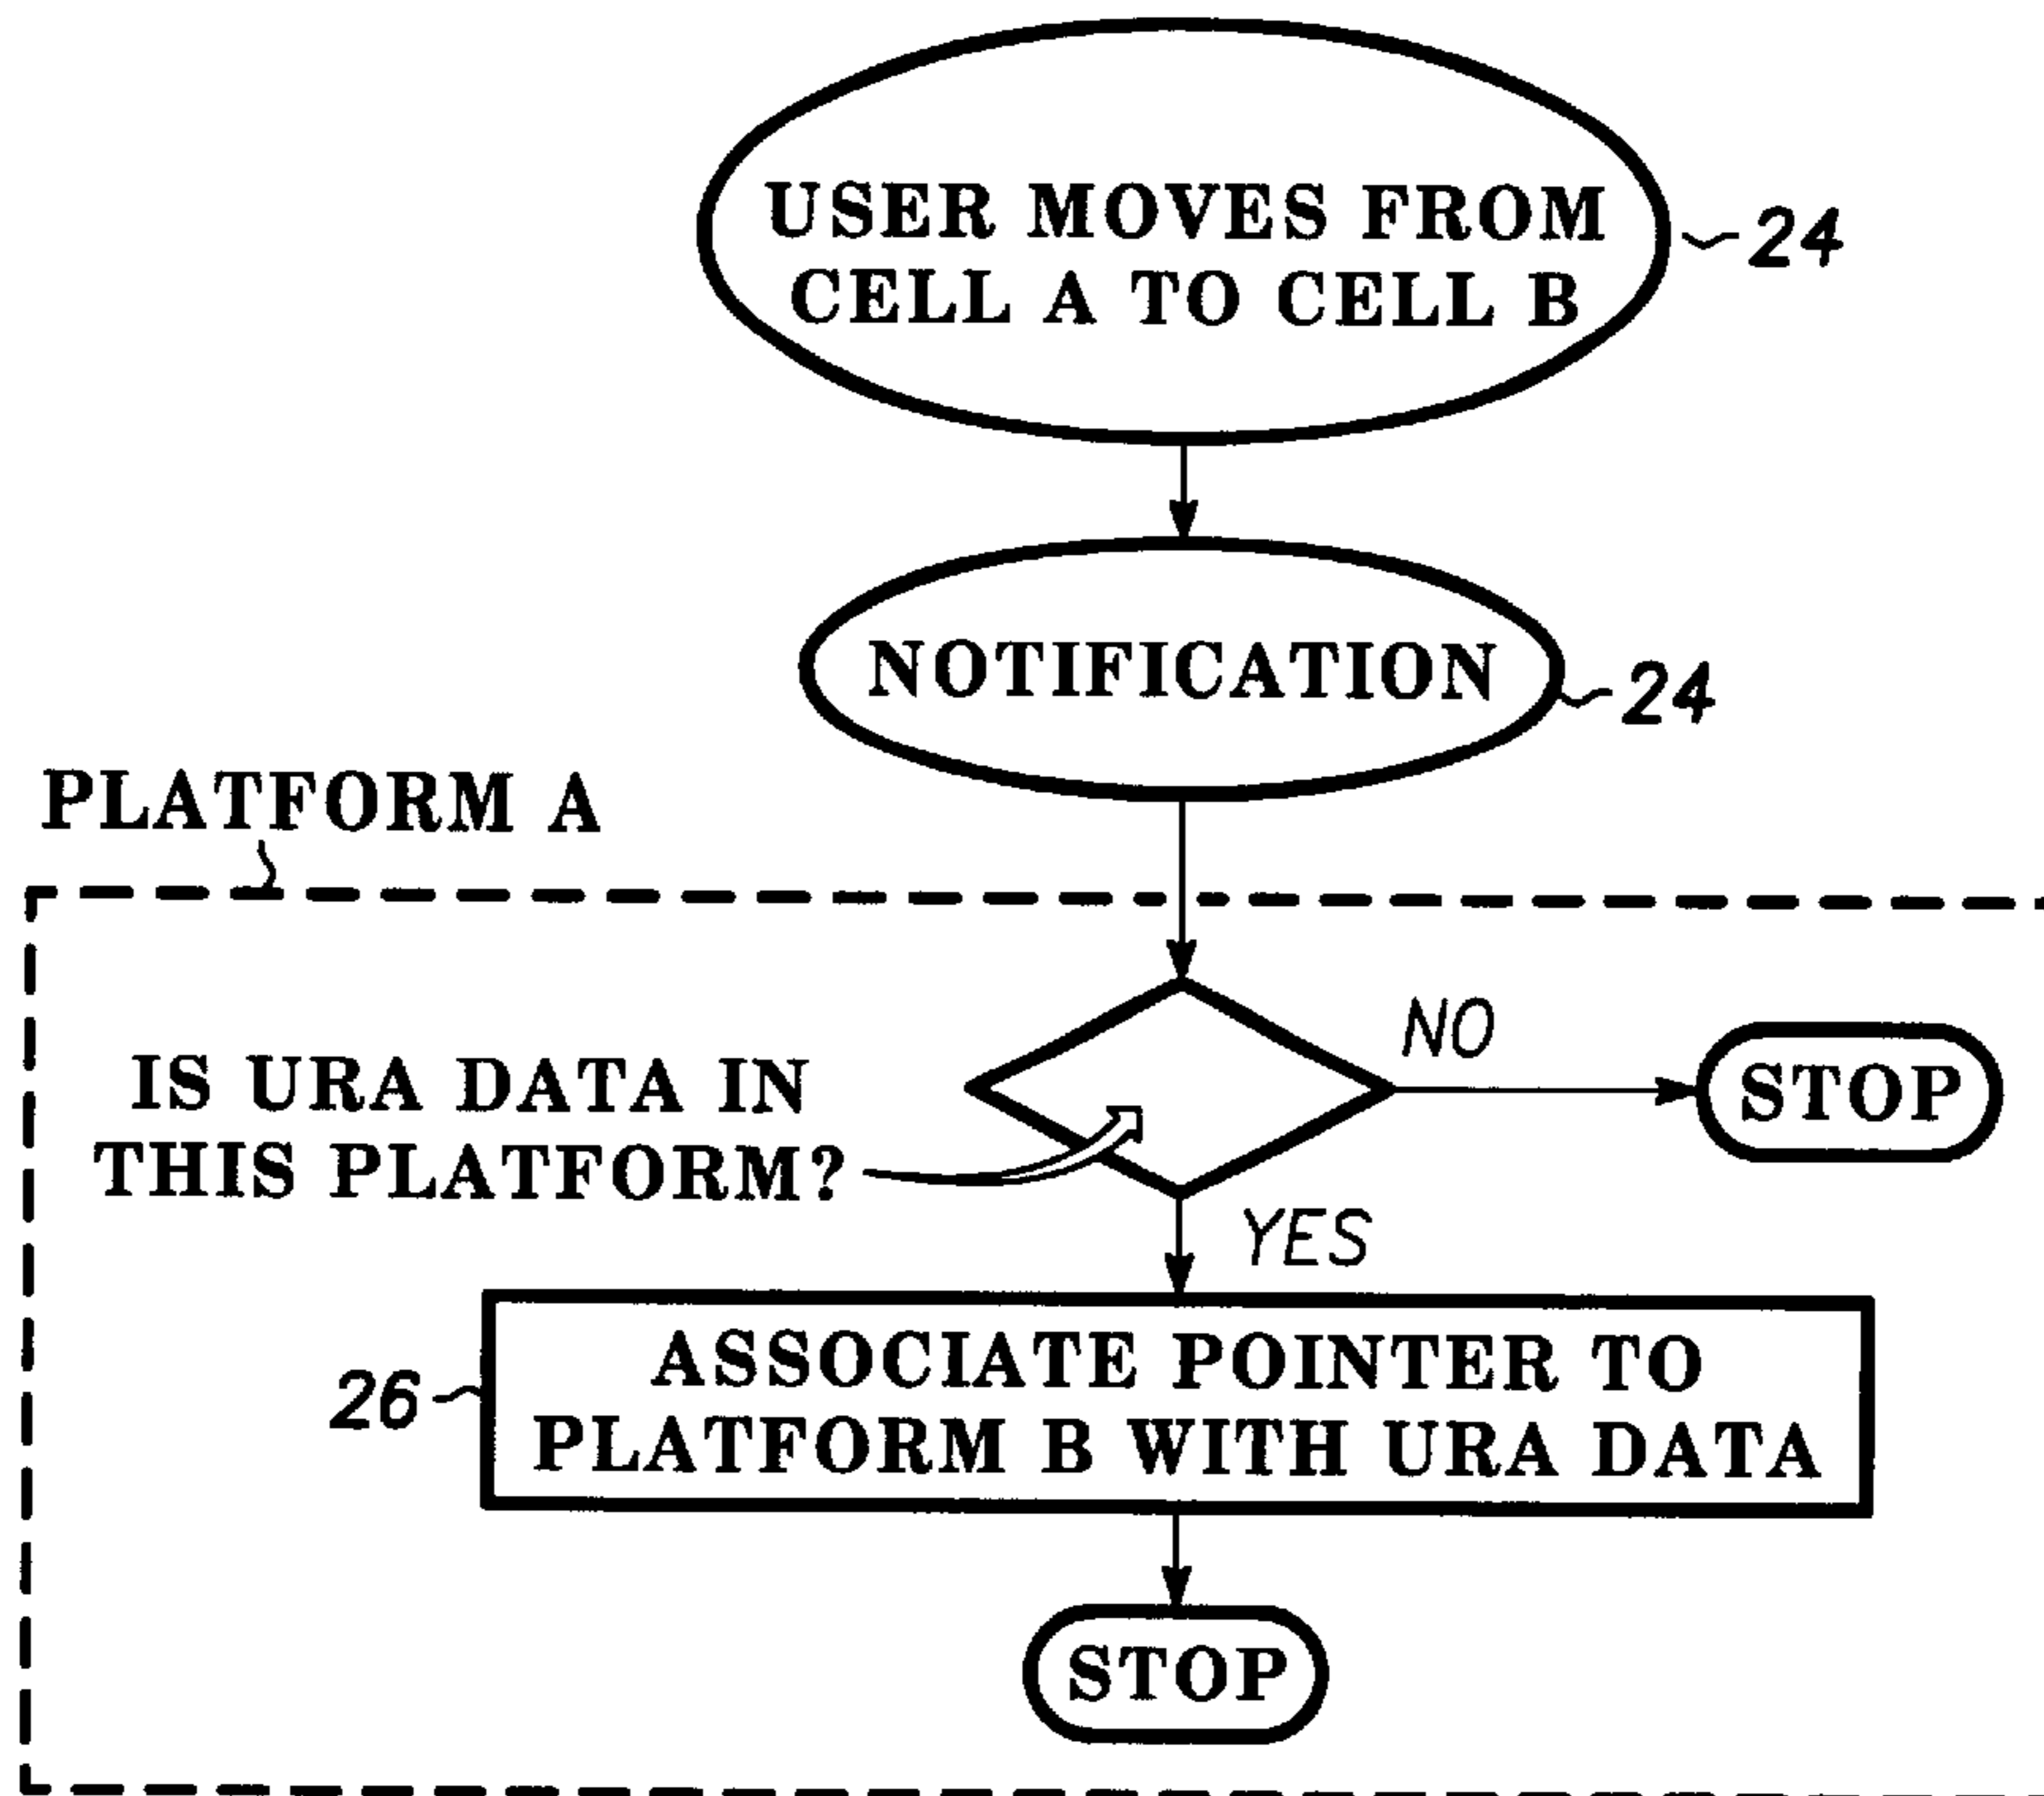 USER MOVES FROM
CELL A TO CELL B
24
NOTIFICATION
24
PLATFORM A
NO
IS URA DATA IN
THIS PLATFORM?
STOP
YES
ASSOCIATE POINTER TO
PLATFORM B WITH URA DATA
26
STOP